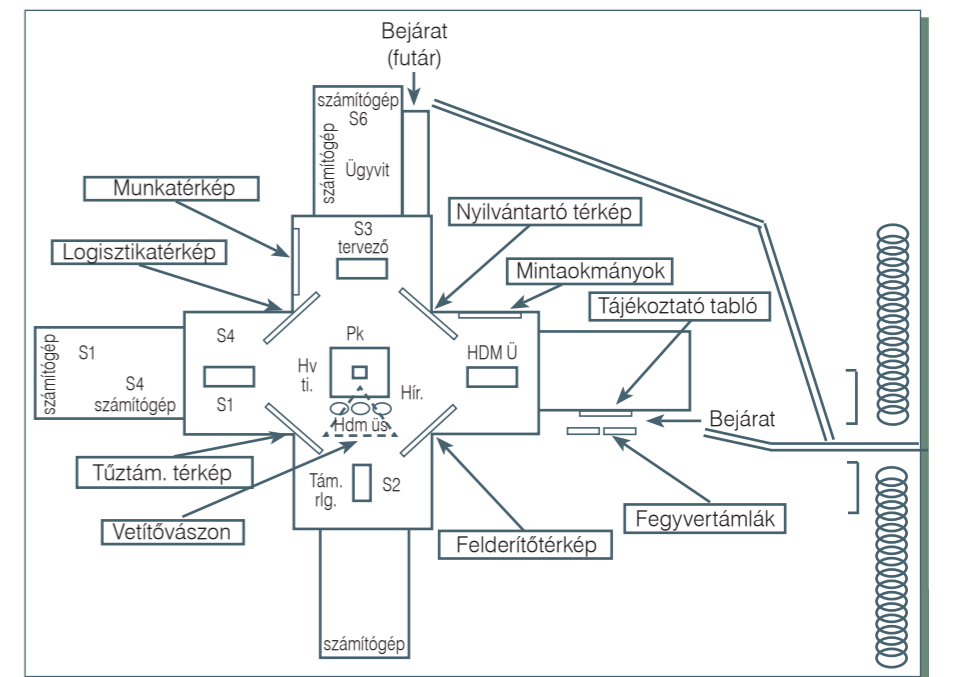 Bejárat
(futár)
számítógép
S6
számítógép
Ügyvit
Munkatérkép
Nyilvántartó térkép
S3
tervező
Logisztikatérkép
Mintaokmányok
Tájékoztató tabló
Pk
S4
HDM Ü
számítógép
S1
Hv
ti.
Hír.
S4
számítógép
S1
Hdm üs
Bejárat
Tűztám. térkép
Tám.
rlg.
S2
Vetítővászon
Fegyvertámlák
Felderítőtérkép
számítógép